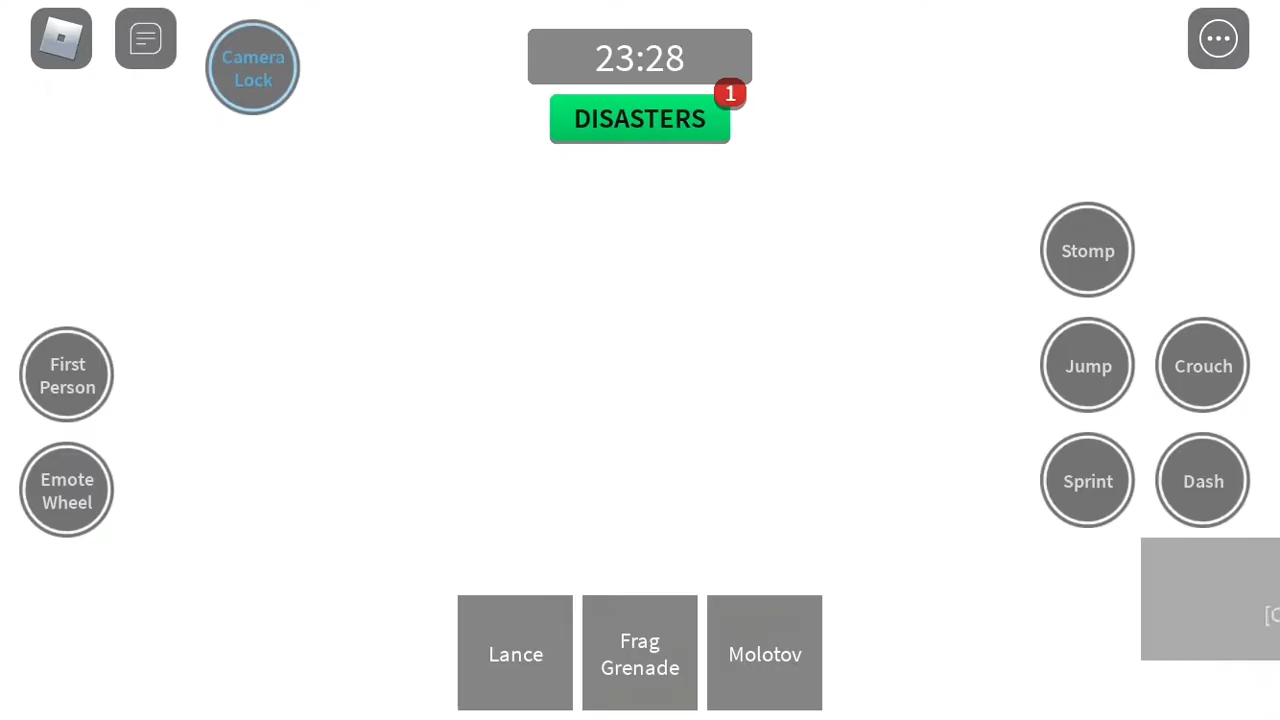 Camera
Lock
23:28
1
DISASTERS
Stomp
First
Person
Jump
Crouch
Emote
Wheel
Sprint
Dash
Lance
Frag
Grenade
Molotov